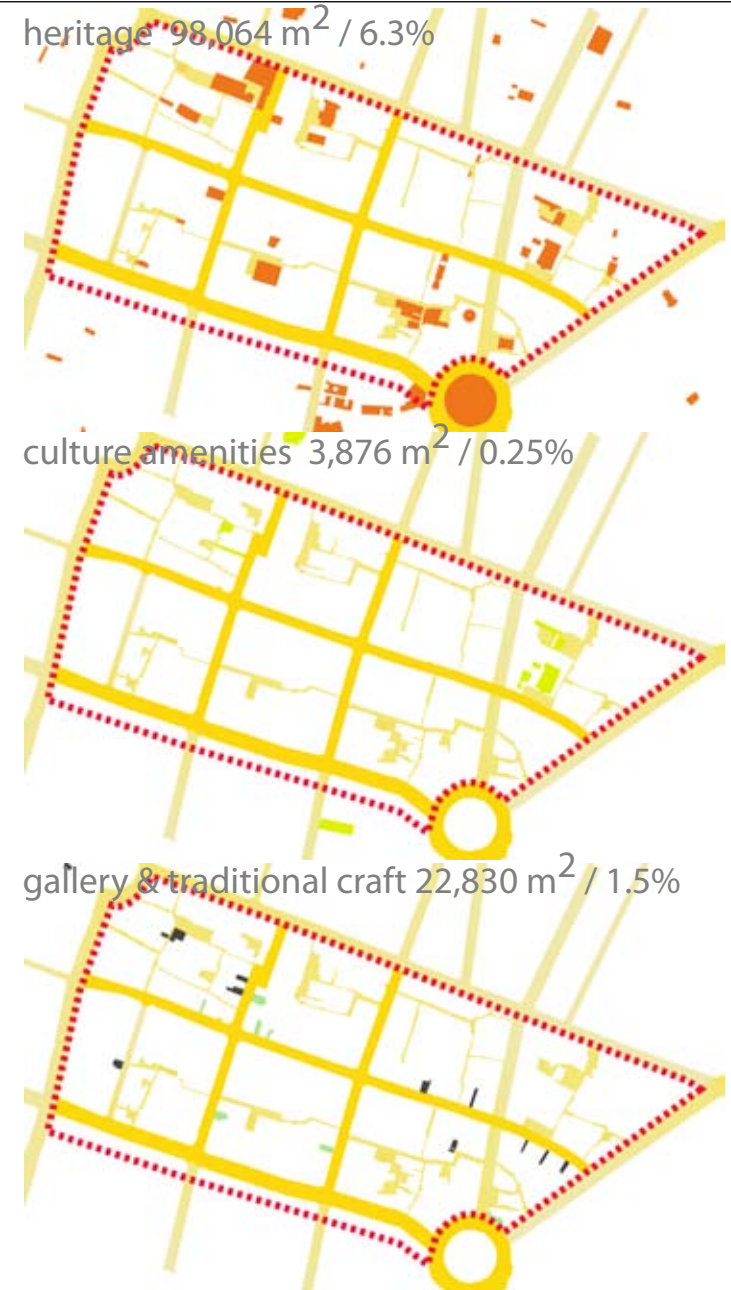 heritage 98,064 m² / 6.3%
culture amenities 3,876 m² / 0.25%
gallery & traditional craft 22,830 m² / 1.5%